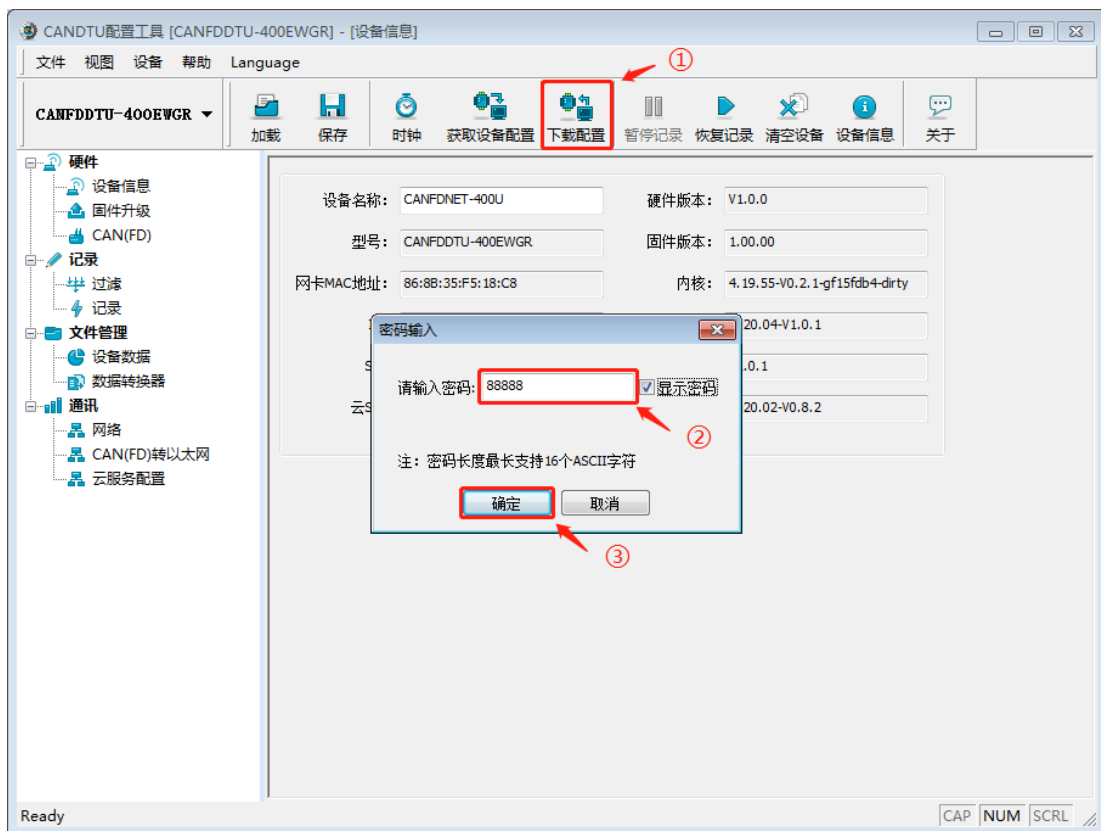 CANDTU配置工具 [CANFDDTU-400EWGR] - [设备信息]
文件 视图 设备 帮助 Language
①
CANFDDTU-400EWGR
加载 保存 时钟 获取设备配置 下载配置 暂停记录 恢复记录 清空设备 设备信息 关于
硬件
设备信息
固件升级
CAN(FD)
记录
过滤
记录
文件管理
设备数据
数据转换器
通讯
网络
CAN(FD)转以太网
云服务配置
设备名称: CANFDNET-400U 硬件版本: V1.0.0
型号: CANFDDTU-400EWGR 固件版本: 1.00.00
网卡MAC地址: 86:8B:35:F5:18:C8 内核: 4.19.55-V0.2.1-gf15fdb4-dirty
20.04-V1.0.1
.0.1
云S 20.02-V0.8.2
密码输入
请输入密码: 88888 显示密码
②
注: 密码长度最长支持16个ASCII字符
确定 取消
③
Ready CAP NUM SCRL